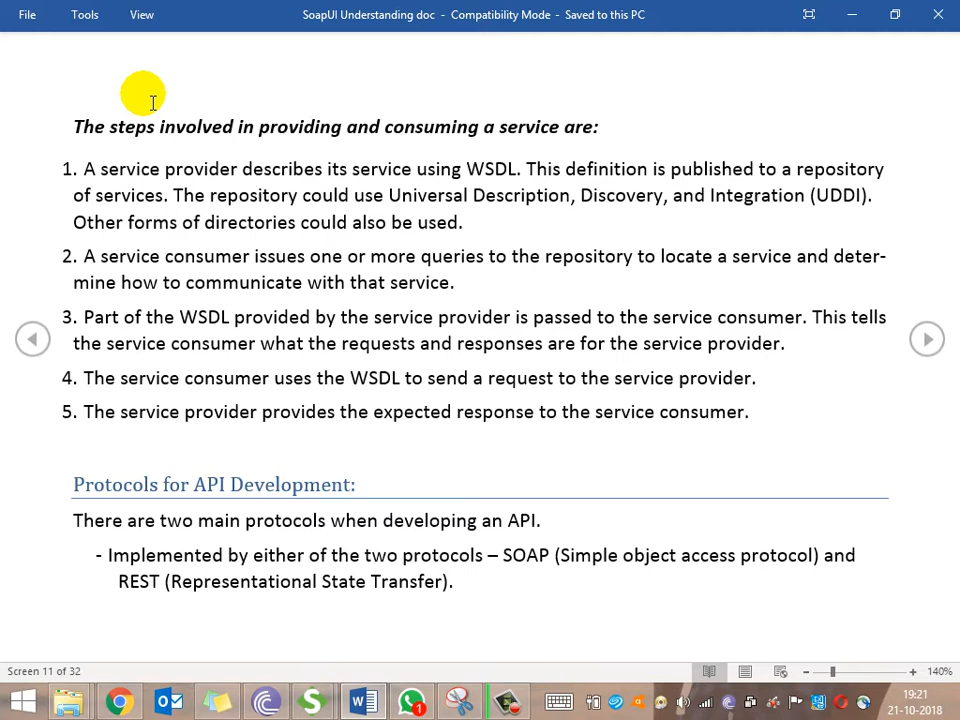 File Tools View SoapUI Understanding doc - Compatibility Mode - Saved to this PC
The steps involved in providing and consuming a service are:
1. A service provider describes its service using WSDL. This definition is published to a repository
of services. The repository could use Universal Description, Discovery, and Integration (UDDI).
Other forms of directories could also be used.
2. A service consumer issues one or more queries to the repository to locate a service and deter-
mine how to communicate with that service.
3. Part of the WSDL provided by the service provider is passed to the service consumer. This tells
the service consumer what the requests and responses are for the service provider.
4. The service consumer uses the WSDL to send a request to the service provider.
5. The service provider provides the expected response to the service consumer.
Protocols for API Development:
There are two main protocols when developing an API.
- Implemented by either of the two protocols – SOAP (Simple object access protocol) and
REST (Representational State Transfer).
Screen 11 of 32 140%
19:21
21-10-2018